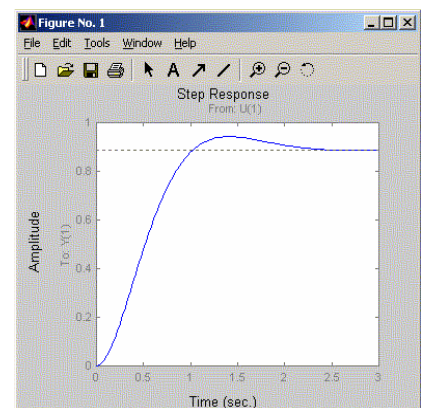 Figure No. 1
File Edit Tools Window Help
A
Step Response
From: U(1)
Amplitude
To: Y(1)
1
0.8
0.6
0.4
0.2
0
0 0.5 1 1.5 2 2.5 3
Time (sec.)